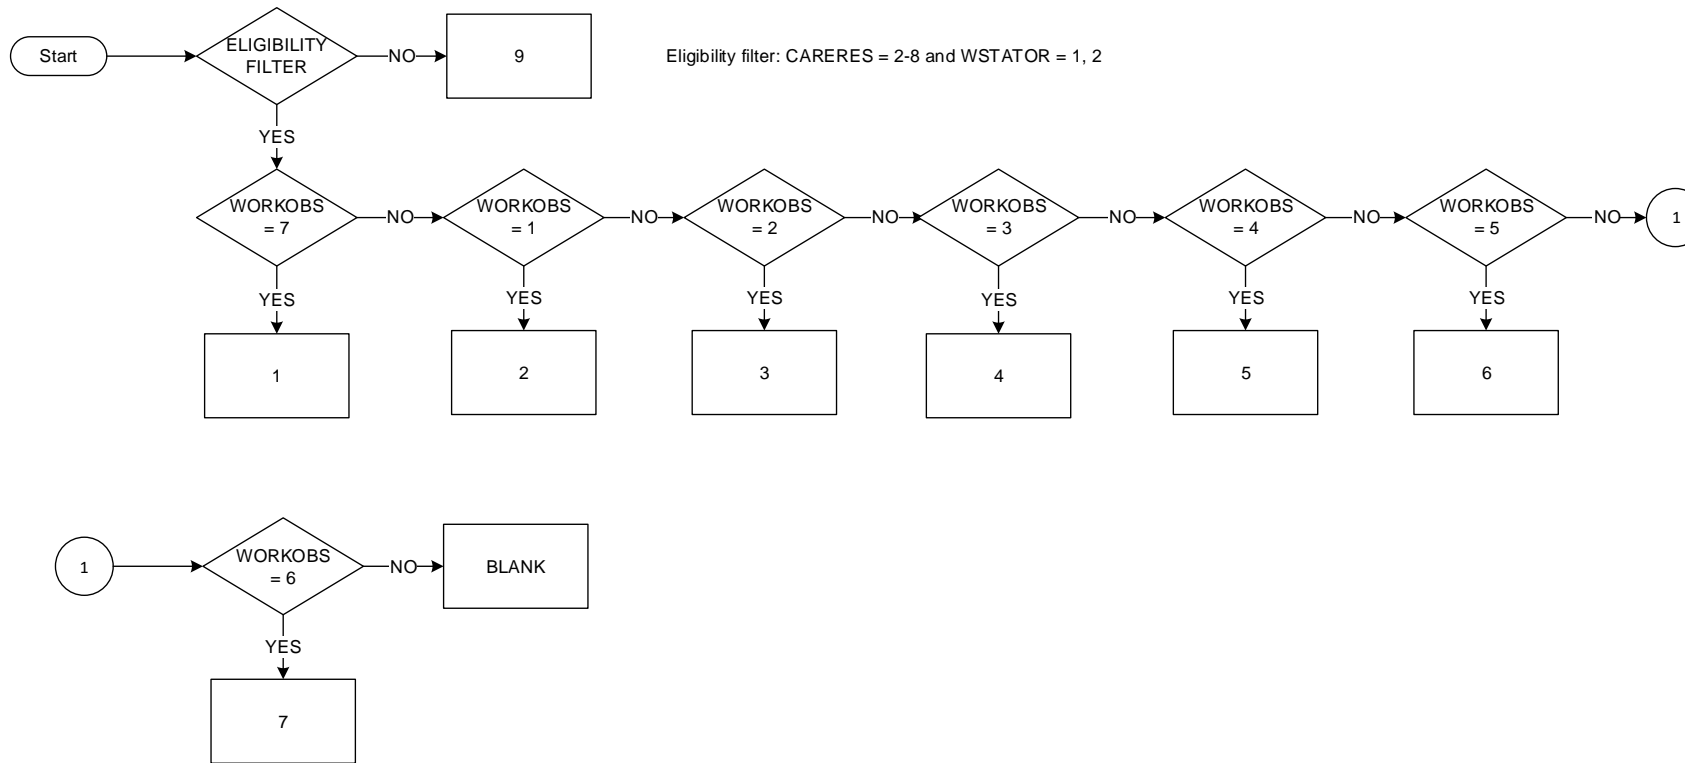 Start
ELIGIBILITY
FILTER
NO
9
Eligibility filter: CARERES = 2-8 and WSTATOR = 1, 2
YES
WORKOBS
= 7
NO
WORKOBS
= 1
NO
WORKOBS
= 2
NO
WORKOBS
= 3
NO
WORKOBS
= 4
NO
WORKOBS
= 5
NO
1
YES
YES
YES
YES
YES
YES
1
2
3
4
5
6
1
WORKOBS
= 6
NO
BLANK
YES
7